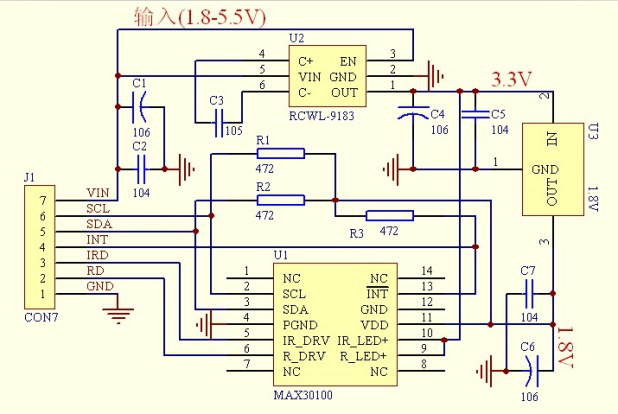 输入(1.8-5.5V)
U2
4 C+ EN 3
5 VIN GND 2
6 C- OUT 1
RCWL-9183
3.3V
C1
106
C2
104
C3
105
C4
106
C5
104
2
U3
IN
1 GND
OUT
1.8V
3
R1
472
R2
472
R3
472
J1
7 VIN
6 SCL
5 SDA
4 INT
3 IRD
2 RD
1 GND
CON7
U1
1 NC NC 14
2 SCL INT 13
3 SDA GND 12
4 PGND VDD 11
5 IR_DRV IR_LED+ 10
6 R_DRV R_LED+ 9
7 NC NC 8
MAX30100
C7
104
1.8V
C6
106